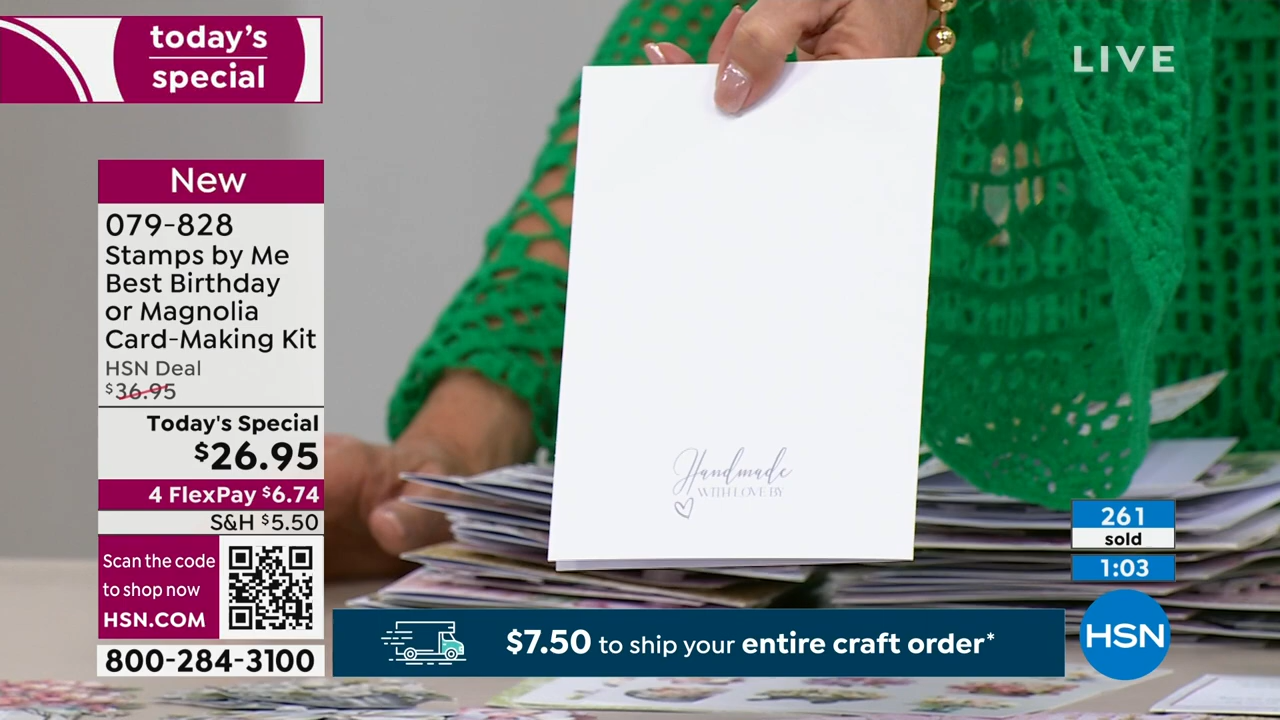 today's
special
LIVE
New
079-828
Stamps by Me
Best Birthday
or Magnolia
Card-Making Kit
HSN Deal
$36.95
Today's Special
$26.95
4 FlexPay $6.74
S&H $5.50
Scan the code
to shop now
HSN.COM
800-284-3100
Handmade
WITH LOVE BY
261
sold
1:03
HSN
$7.50 to ship your entire craft order*